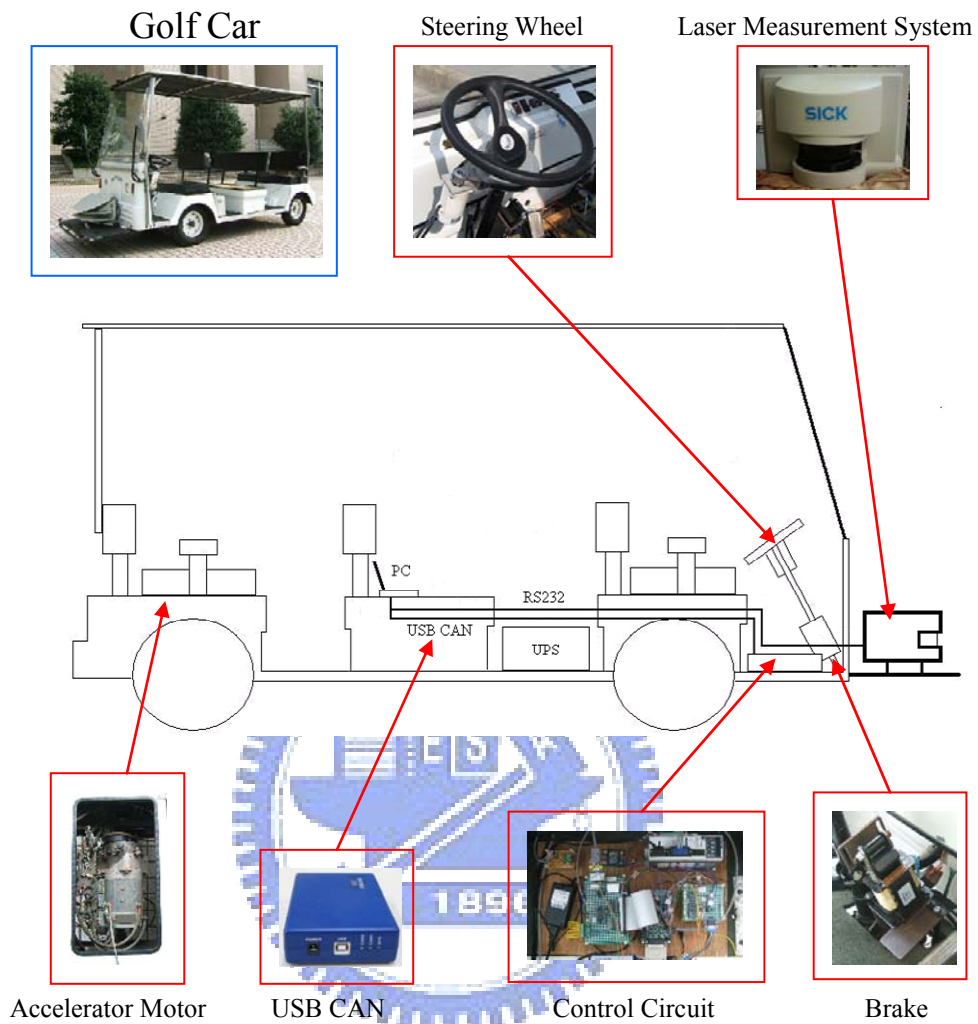 Golf Car
Steering Wheel
Laser Measurement System
SICK
PC
RS232
USB CAN
UPS
ES
1896
Accelerator Motor
USB CAN
Control Circuit
Brake